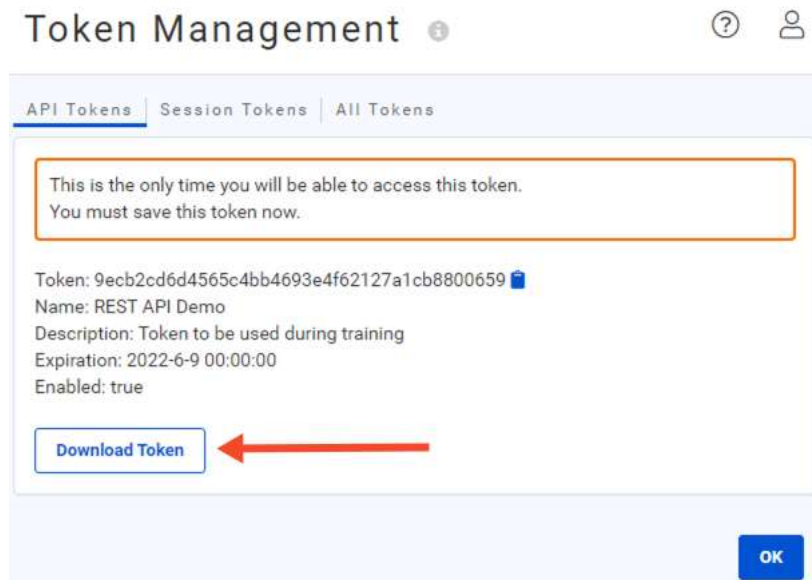 Token Management
API Tokens Session Tokens All Tokens
This is the only time you will be able to access this token.
You must save this token now.
Token: 9ecb2cd6d4565c4bb4693e4f62127a1cb8800659
Name: REST API Demo
Description: Token to be used during training
Expiration: 2022-6-9 00:00:00
Enabled: true
Download Token
OK